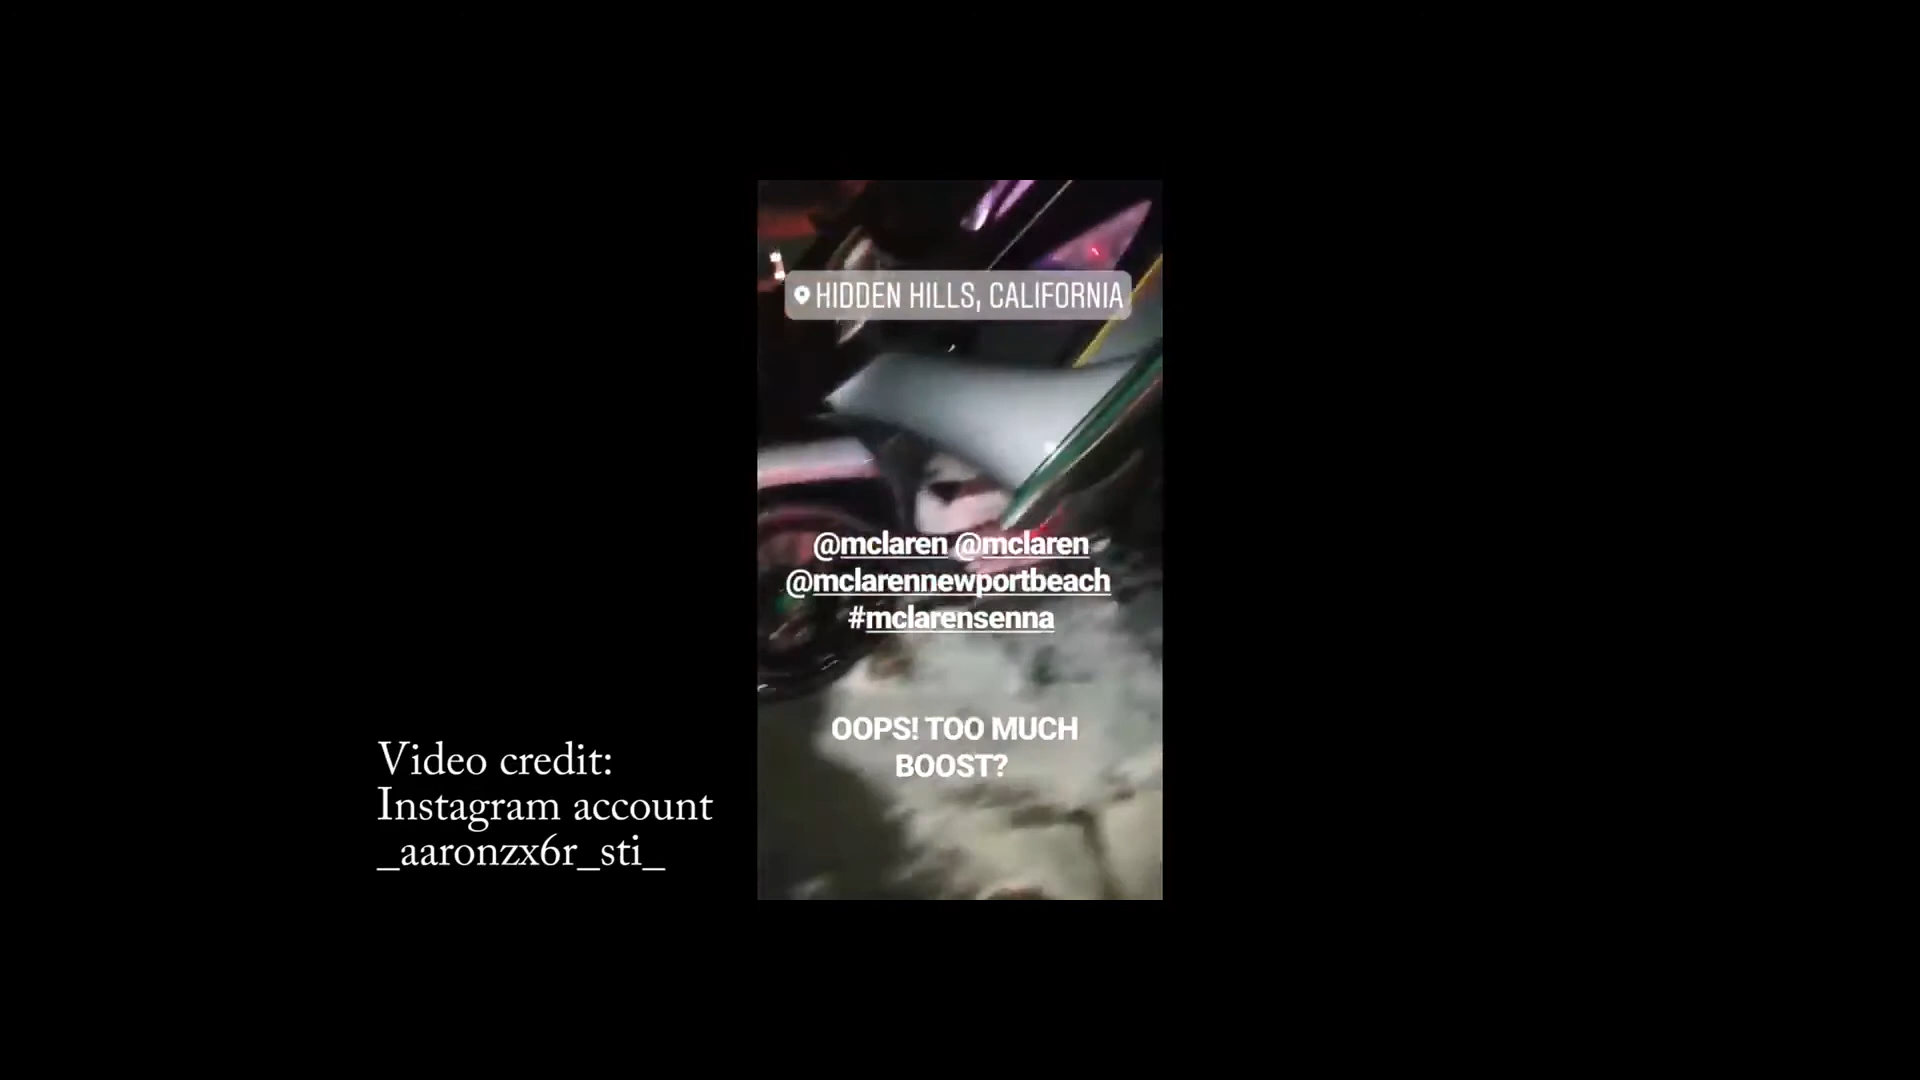 HIDDEN HILLS, CALIFORNIA
@mclaren @mclaren
@mclarennewportbeach
#mclarensenna
OOPS! TOO MUCH
BOOST?
Video credit:
Instagram account
_aaronzx6r_sti_